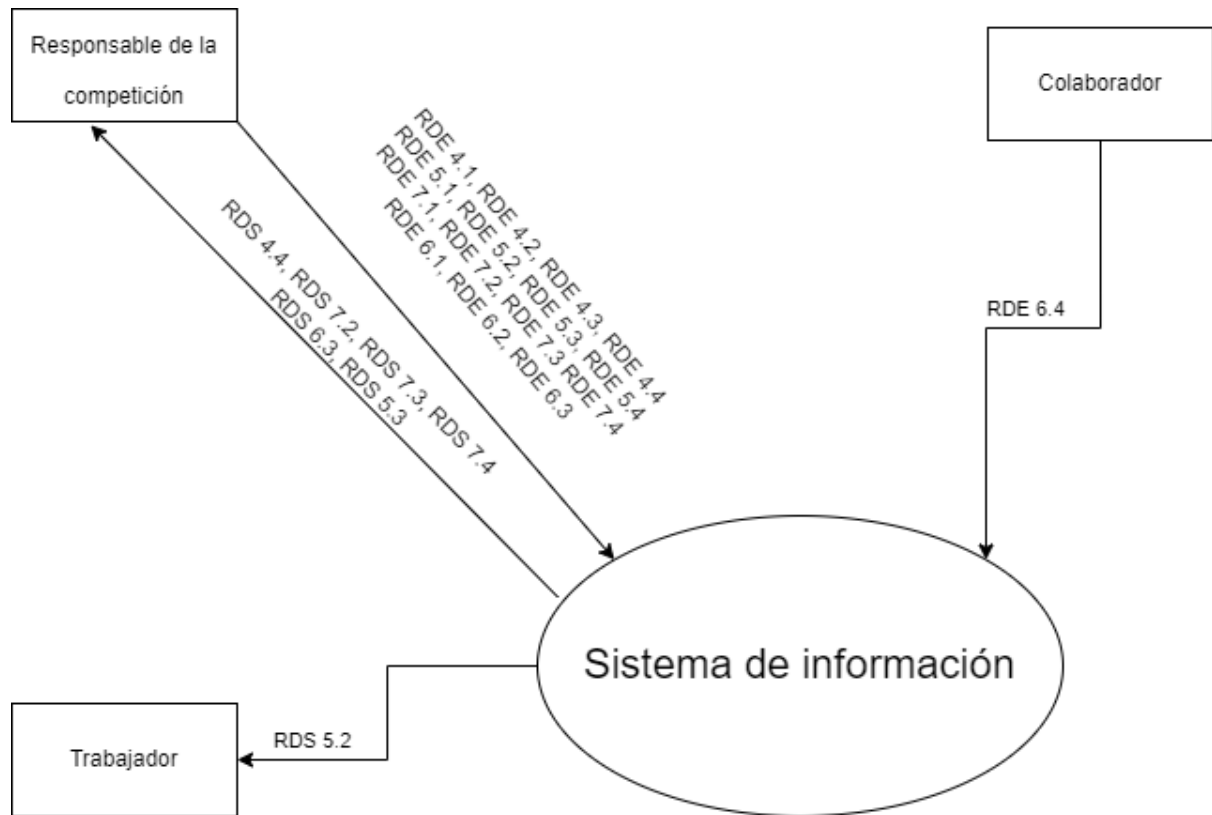 Responsable de la
competición
Colaborador
RDE 4.1, RDE 4.2, RDE 4.3, RDE 4.4
RDE 5.1, RDE 5.2, RDE 5.3, RDE 5.4
RDE 7.1, RDE 7.2, RDE 7.3 RDE 7.4
RDE 6.1, RDE 6.2, RDE 6.3
RDS 4.4, RDS 7.2, RDS 7.3, RDS 7.4
RDS 6.3, RDS 5.3
RDE 6.4
Sistema de información
RDS 5.2
Trabajador